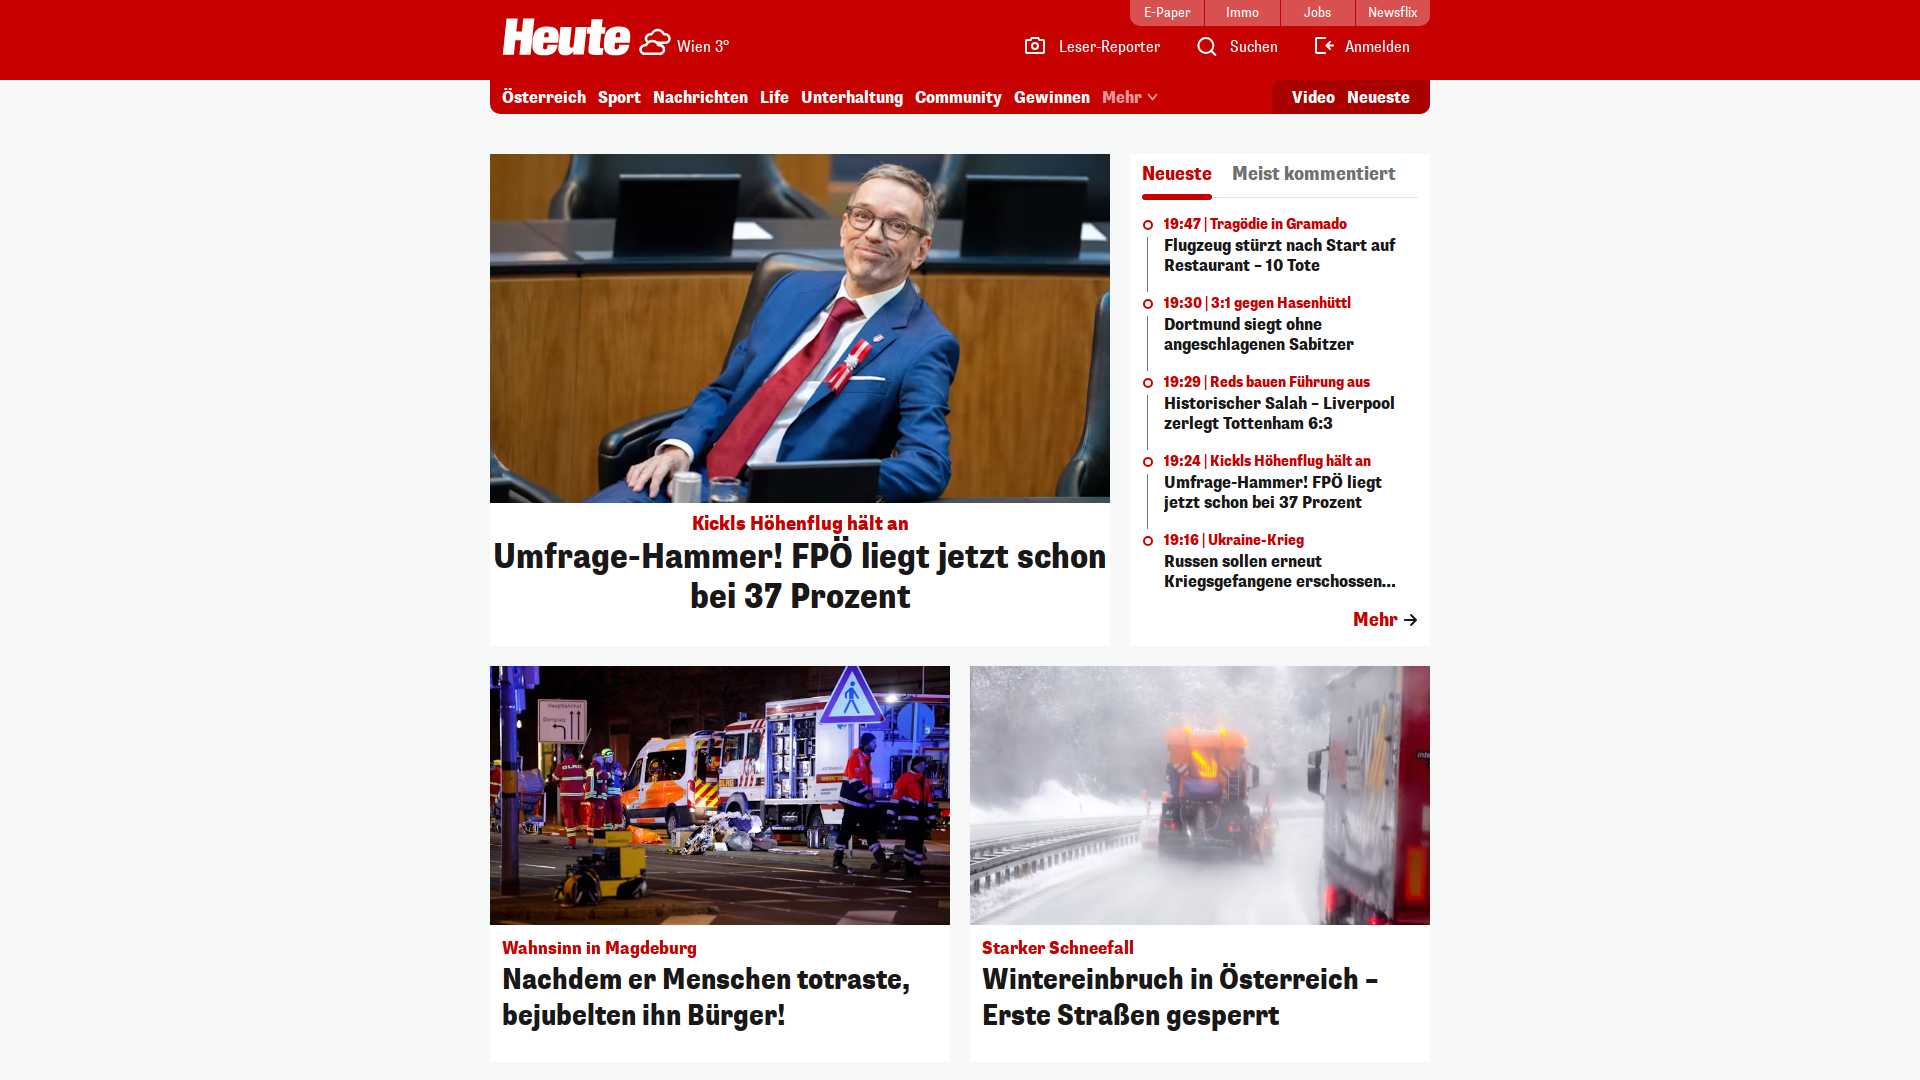 E-Paper
Immo
Jobs
Newsflix
Heute
Wien 3°
Leser-Reporter
Suchen
Anmelden
Österreich
Sport
Nachrichten
Life
Unterhaltung
Community
Gewinnen
Mehr
Video
Neueste
Kickls Höhenflug hält an
Umfrage-Hammer! FPÖ liegt jetzt schon
bei 37 Prozent
Neueste
Meist kommentiert
19:47 | Tragödie in Gramado
Flugzeug stürzt nach Start auf
Restaurant – 10 Tote
19:30 | 3:1 gegen Hasenhüttl
Dortmund siegt ohne
angeschlagenen Sabitzer
19:29 | Reds bauen Führung aus
Historischer Salah – Liverpool
zerlegt Tottenham 6:3
19:24 | Kickls Höhenflug hält an
Umfrage-Hammer! FPÖ liegt
jetzt schon bei 37 Prozent
19:16 | Ukraine-Krieg
Russen sollen erneut
Kriegsgefangene erschossen...
Mehr
Hauptbahnhof
Domplatz
DLRG
Wahnsinn in Magdeburg
Nachdem er Menschen totraste,
bejubelten ihn Bürger!
Starker Schneefall
Wintereinbruch in Österreich –
Erste Straßen gesperrt